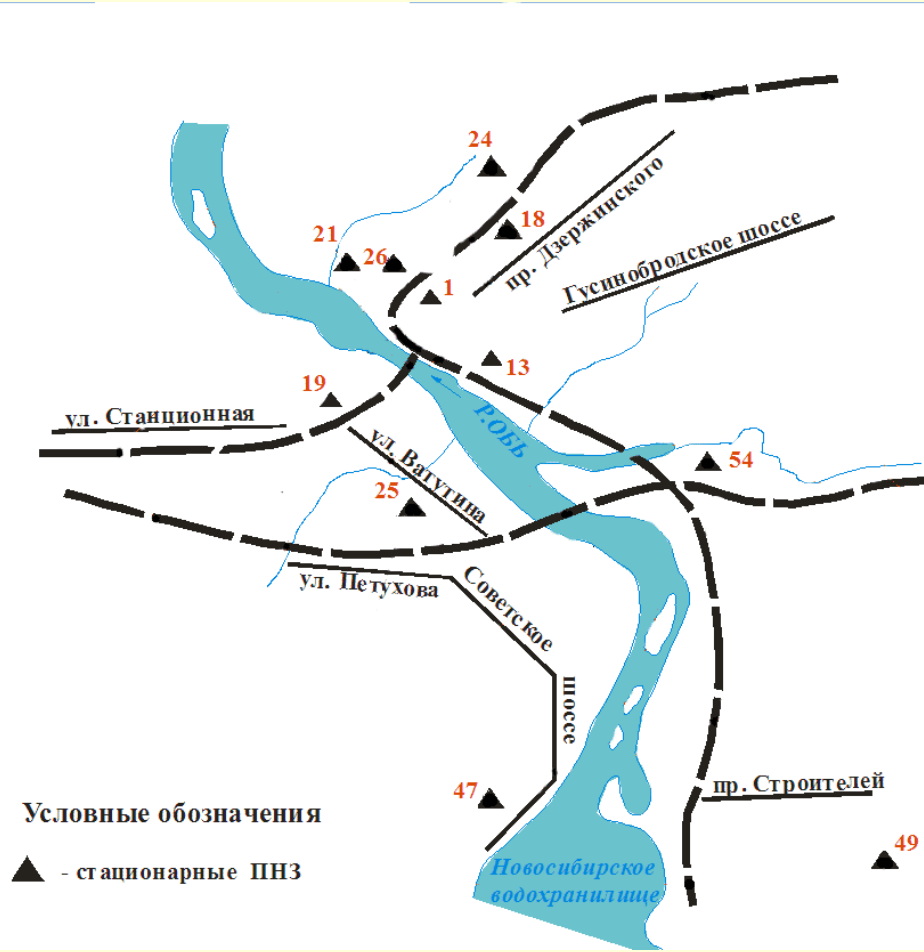 24
18
пр. Дзержинского
21
26
Гусинобродское шоссе
1
13
19
ул. Станционная
Р.ОБЬ
ул. Ватутина
54
25
ул. Петухова
Советское
шоссе
47
пр. Строителей
Условные обозначения
49
- стационарные ПНЗ
Новосибирское
водохранилище